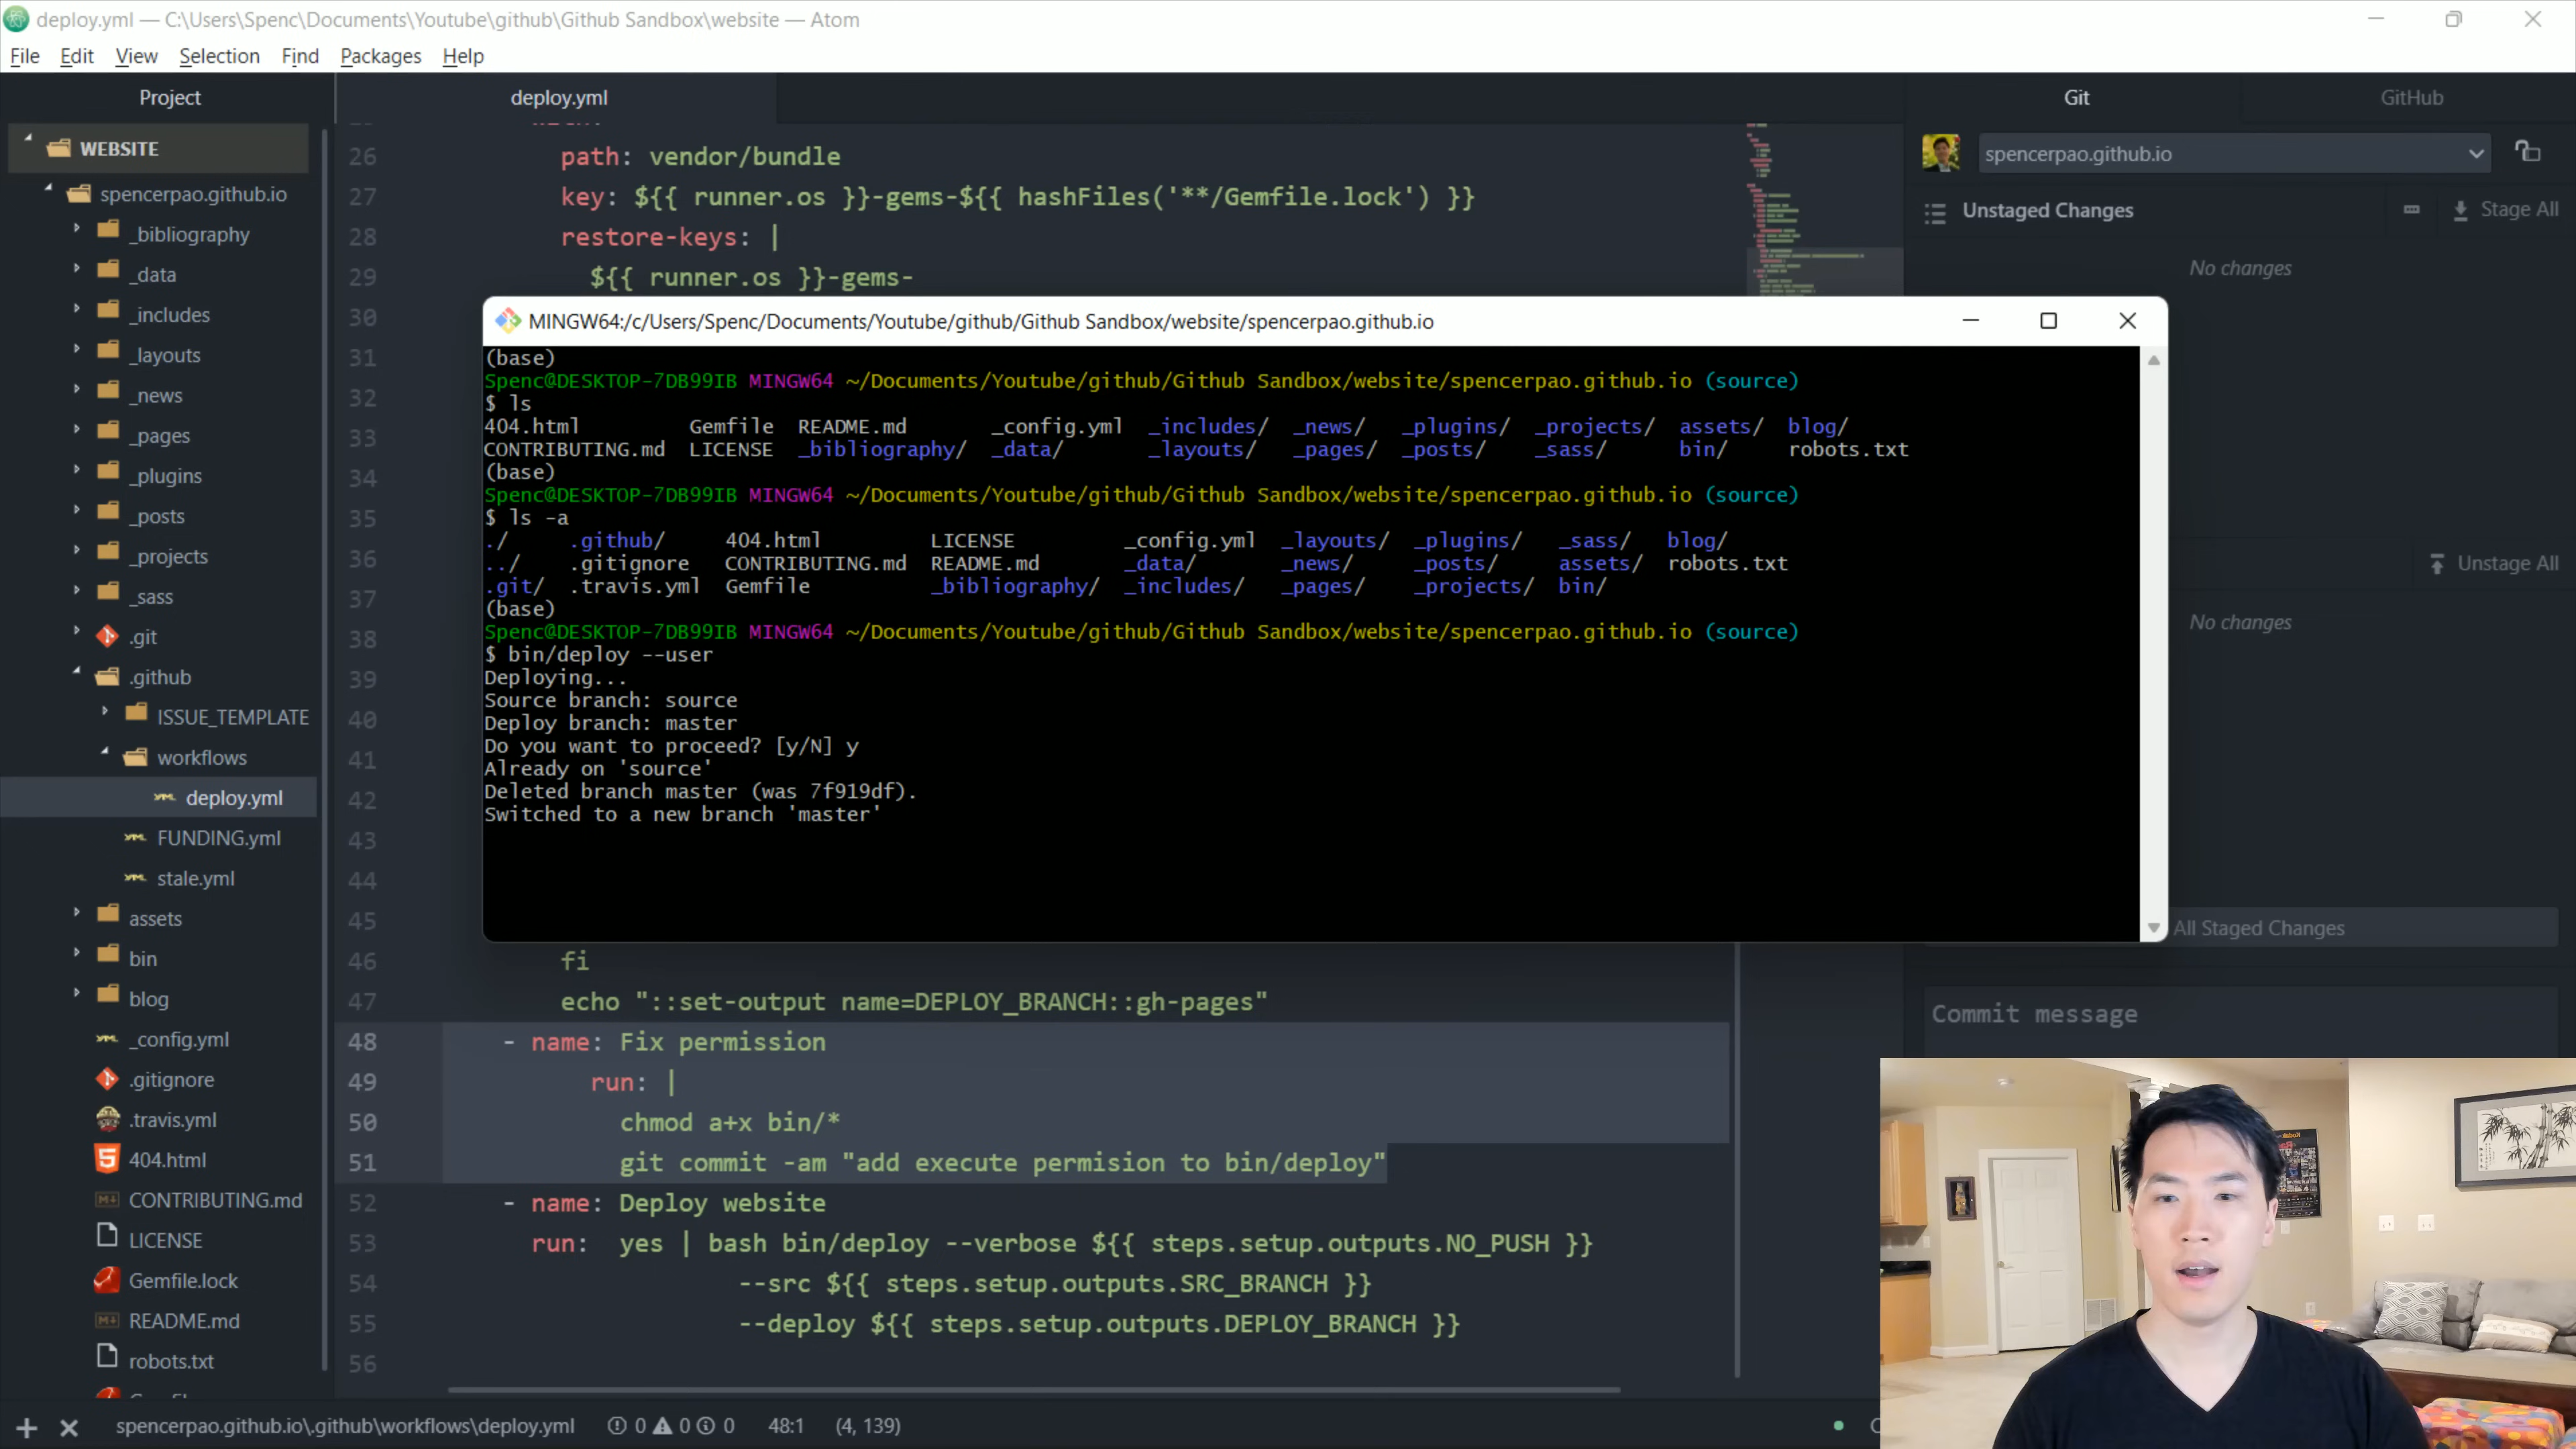 deploy.yml — C:\Users\Spenc\Documents\Youtube\github\Github Sandbox\website — Atom
File Edit View Selection Find Packages Help
Project
deploy.yml
Git
GitHub
WEBSITE
spencerpao.github.io
_bibliography
_data
_includes
_layouts
_news
_pages
_plugins
_posts
_projects
_sass
.git
.github
ISSUE_TEMPLATE
workflows
deploy.yml
FUNDING.yml
stale.yml
assets
bin
blog
_config.yml
.gitignore
.travis.yml
404.html
CONTRIBUTING.md
LICENSE
Gemfile.lock
README.md
robots.txt
26 path: vendor/bundle
27 key: ${{ runner.os }}-gems-${{ hashFiles('**/Gemfile.lock') }}
28 restore-keys: |
29 ${{ runner.os }}-gems-
30
31
32
33
34
35
36
37
38
39
40
41
42
43
44
45
46 fi
47 echo "::set-output name=DEPLOY_BRANCH::gh-pages"
48 - name: Fix permission
49 run: |
50 chmod a+x bin/*
51 git commit -am "add execute permision to bin/deploy"
52 - name: Deploy website
53 run: yes | bash bin/deploy --verbose ${{ steps.setup.outputs.NO_PUSH }}
54 --src ${{ steps.setup.outputs.SRC_BRANCH }}
55 --deploy ${{ steps.setup.outputs.DEPLOY_BRANCH }}
56
MINGW64:/c/Users/Spenc/Documents/Youtube/github/Github Sandbox/website/spencerpao.github.io
(base)
Spenc@DESKTOP-7DB99IB MINGW64 ~/Documents/Youtube/github/Github Sandbox/website/spencerpao.github.io (source)
$ ls
404.html Gemfile README.md _config.yml _includes/ _news/ _plugins/ _projects/ assets/ blog/
CONTRIBUTING.md LICENSE _bibliography/ _data/ _layouts/ _pages/ _posts/ _sass/ bin/ robots.txt
(base)
Spenc@DESKTOP-7DB99IB MINGW64 ~/Documents/Youtube/github/Github Sandbox/website/spencerpao.github.io (source)
$ ls -a
./ .github/ 404.html LICENSE _config.yml _layouts/ _plugins/ _sass/ blog/
../ .gitignore CONTRIBUTING.md README.md _data/ _news/ _posts/ assets/ robots.txt
.git/ .travis.yml Gemfile _bibliography/ _includes/ _pages/ _projects/ bin/
(base)
Spenc@DESKTOP-7DB99IB MINGW64 ~/Documents/Youtube/github/Github Sandbox/website/spencerpao.github.io (source)
$ bin/deploy --user
Deploying...
Source branch: source
Deploy branch: master
Do you want to proceed? [y/N] y
Already on 'source'
Deleted branch master (was 7f919df).
Switched to a new branch 'master'
spencerpao.github.io
Unstaged Changes
Stage All
No changes
Unstage All
No changes
All Staged Changes
Commit message
spencerpao.github.io\.github\workflows\deploy.yml 0 0 0 48:1 (4, 139)